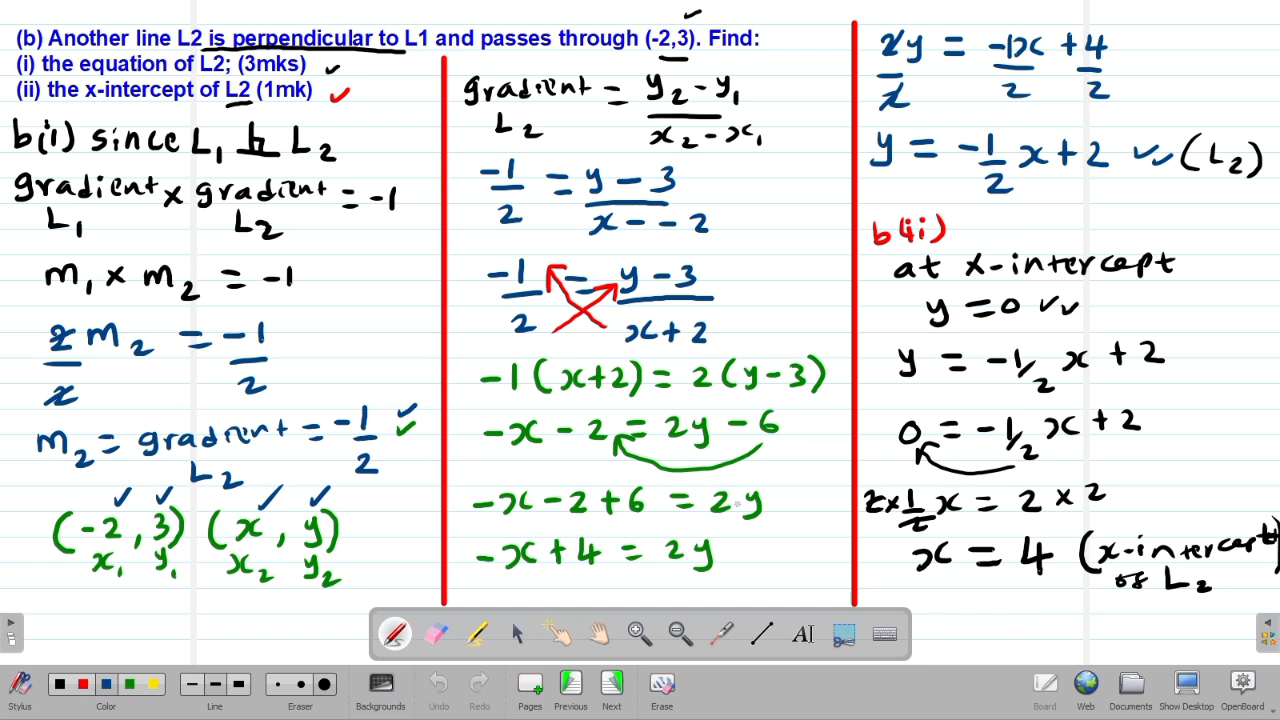 (b) Another line L2 is perpendicular to L1 and passes through (-2,3). Find:
(i) the equation of L2; (3mks)
(ii) the x-intercept of L2 (1mk)
b(i) since L₁ ⊥ L₂
gradient L₁ × gradient L₂ = -1
m₁ × m₂ = -1
2m₂/2 = -1/2
m₂ = gradient L₂ = -1/2
(-2, 3) (x, y)
x₁ y₁ x₂ y₂
gradient L₂ = y₂ - y₁ / x₂ - x₁
-1/2 = y - 3 / x - - 2
-1/2 = y - 3 / x + 2
-1(x+2) = 2(y-3)
-x - 2 = 2y - 6
-x - 2 + 6 = 2y
-x + 4 = 2y
2y/2 = -1x/2 + 4/2
y = -1/2 x + 2 (L₂)
b(ii)
at x-intercept
y = 0
y = -1/2 x + 2
0 = -1/2 x + 2
2 × 1/2 x = 2 × 2
x = 4 (x-intercept
of L₂
Stylus
Color
Line
Eraser
Backgrounds
Undo
Redo
Pages
Previous
Next
Erase
Board
Web
Documents
Show Desktop
OpenBoard